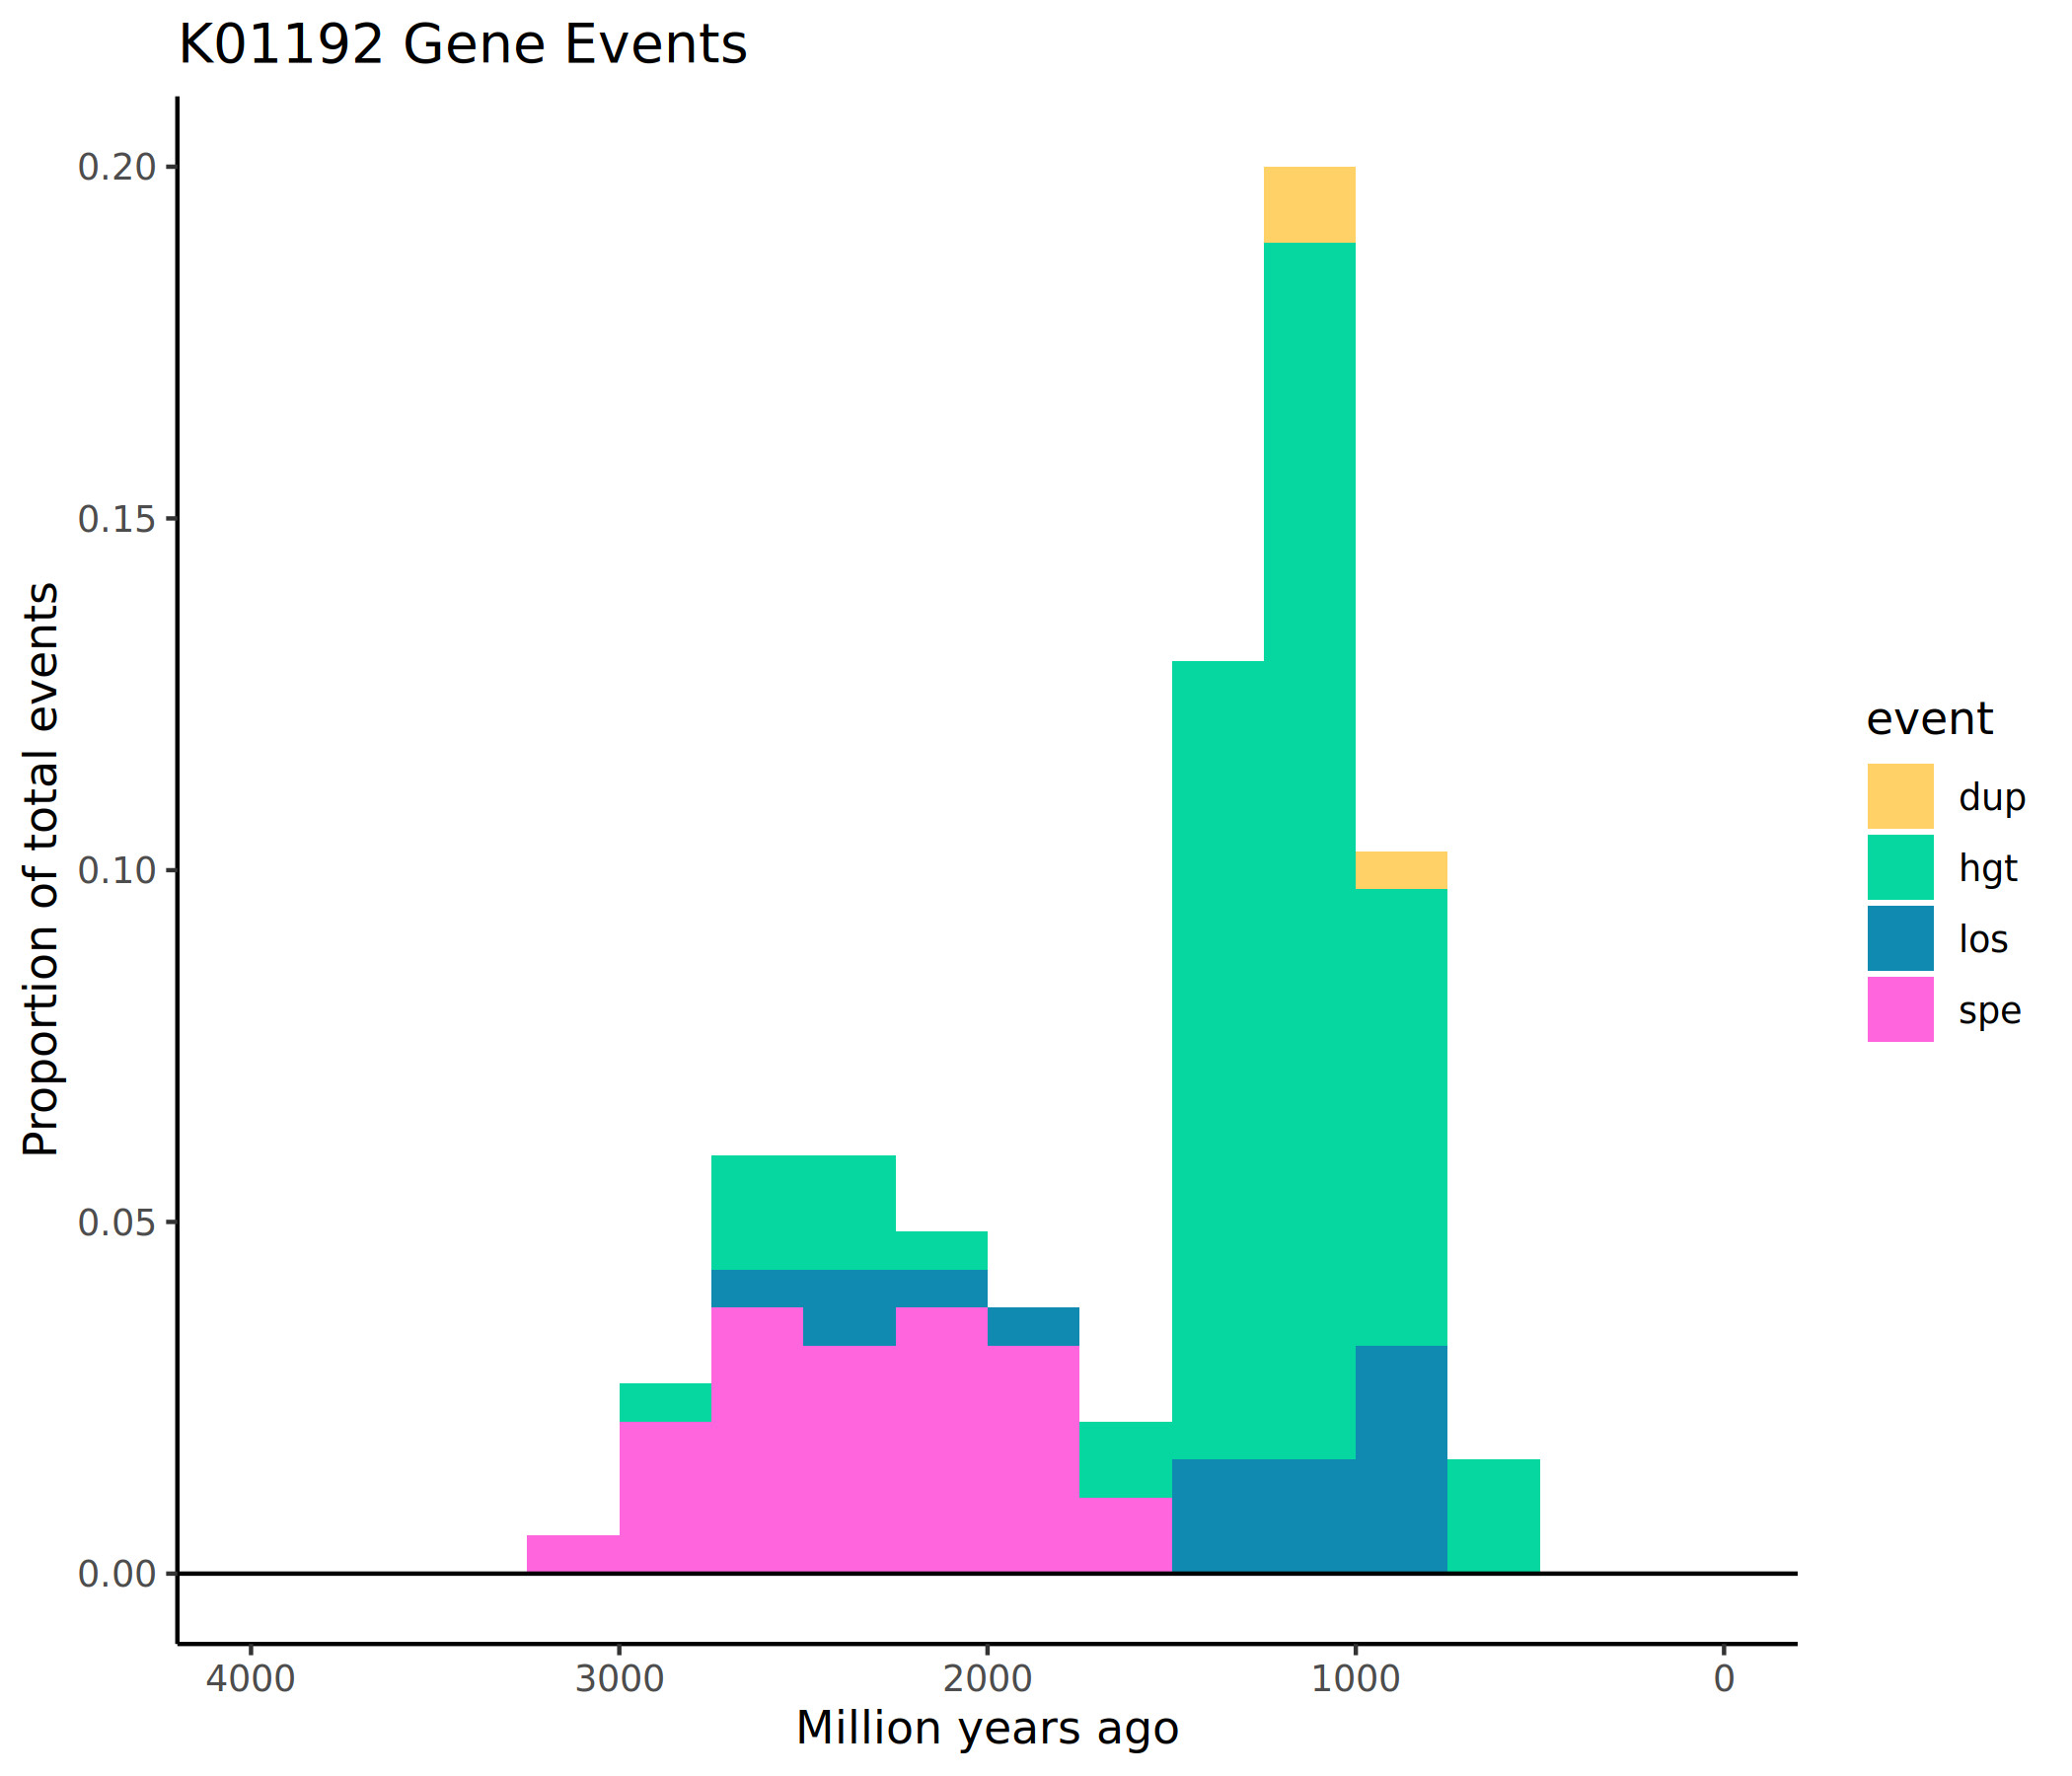 K01192 Gene Events
0.20
0.15
0.10
0.05
0.00
Proportion of total events
4000 3000 2000 1000 0
Million years ago
event
dup
hgt
los
spe